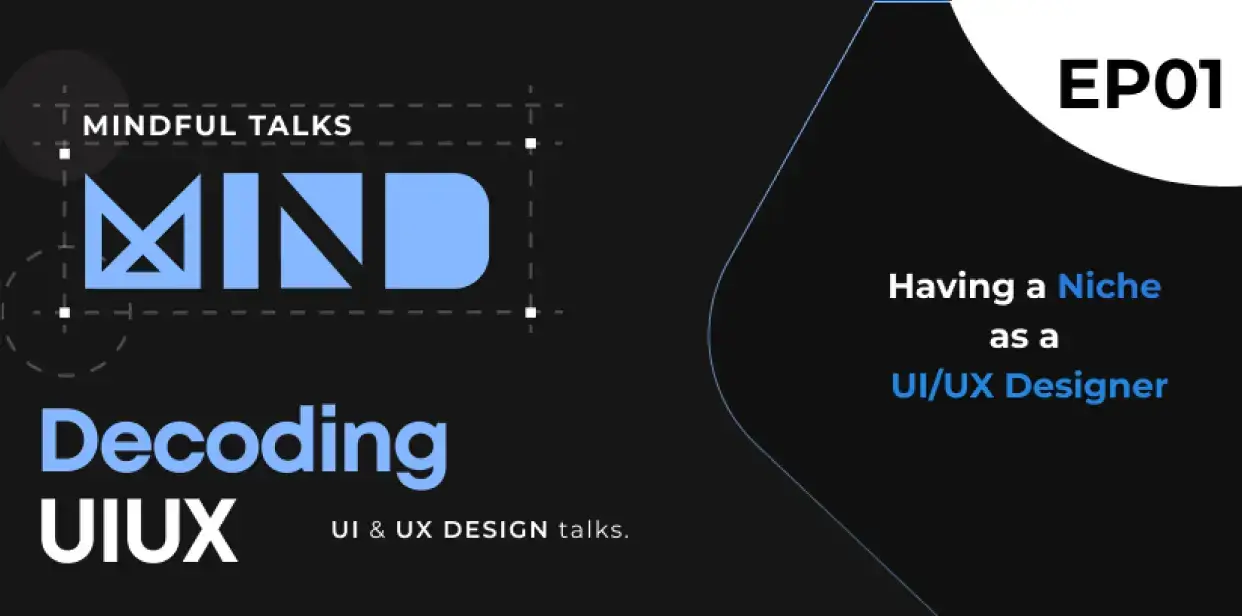 MINDFUL TALKS
MIND
Decoding
UIUX
UI & UX DESIGN talks.
EP01
Having a Niche
as a
UI/UX Designer